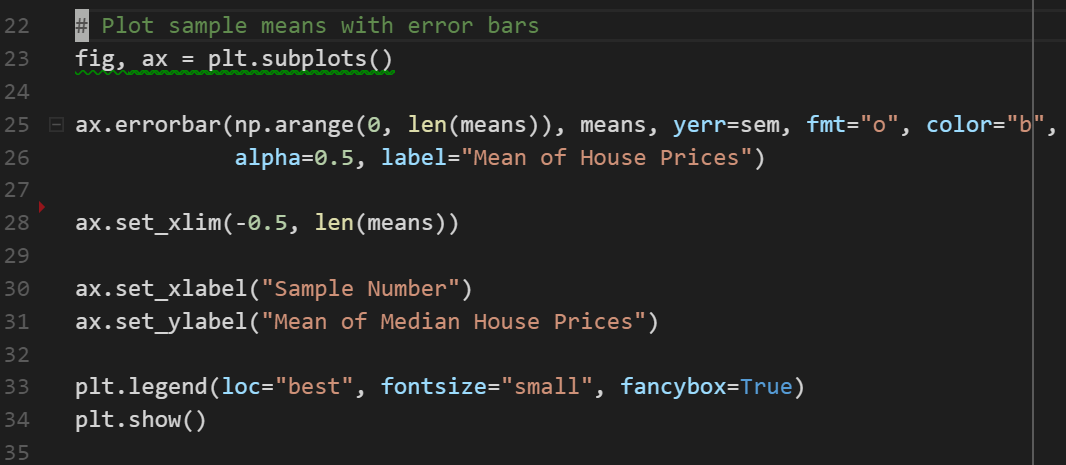 22 # Plot sample means with error bars
23 fig, ax = plt.subplots()
24
25 ax.errorbar(np.arange(0, len(means)), means, yerr=sem, fmt="o", color="b",
26             alpha=0.5, label="Mean of House Prices")
27
28 ax.set_xlim(-0.5, len(means))
29
30 ax.set_xlabel("Sample Number")
31 ax.set_ylabel("Mean of Median House Prices")
32
33 plt.legend(loc="best", fontsize="small", fancybox=True)
34 plt.show()
35